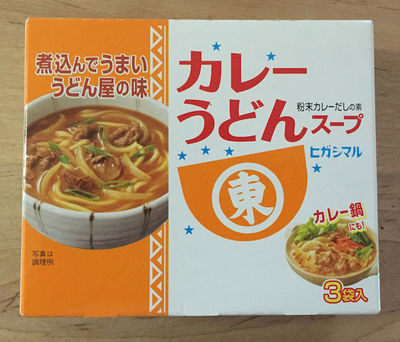 煮込んでうまい
うどん屋の味
カレー
うどん
粉末カレーだしの素
スープ
ヒガシマル
東
カレー鍋
にも!
写真は
調理例
3袋入